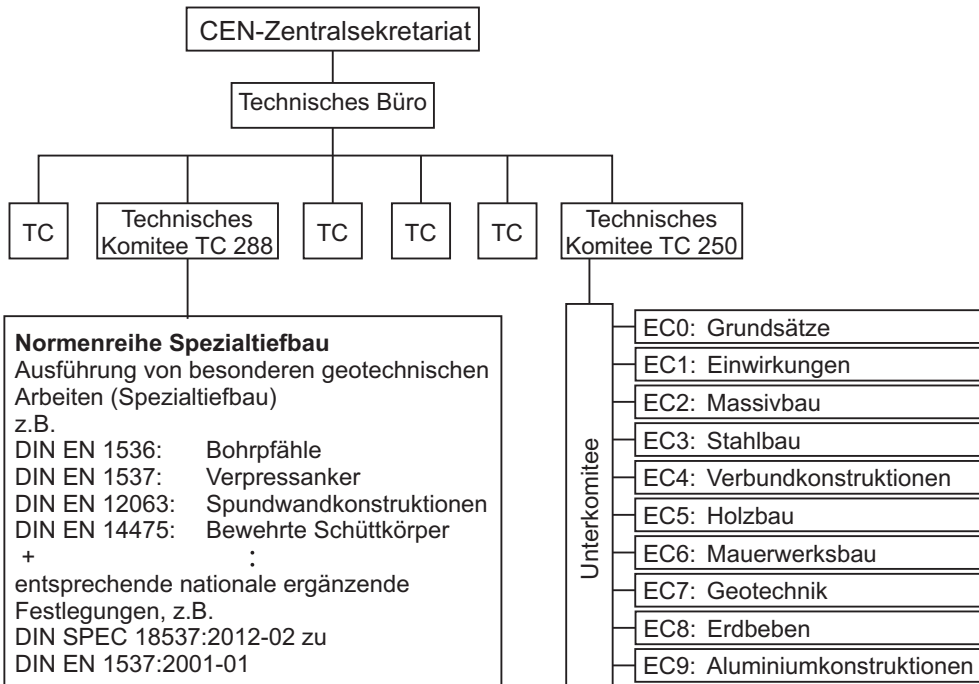 CEN-Zentralsekretariat
Technisches Büro
TC
Technisches
Komitee TC 288
TC
TC
TC
Technisches
Komitee TC 250
Normenreihe Spezialtiefbau
Ausführung von besonderen geotechnischen
Arbeiten (Spezialtiefbau)
z.B.
DIN EN 1536: Bohrpfähle
DIN EN 1537: Verpressanker
DIN EN 12063: Spundwandkonstruktionen
DIN EN 14475: Bewehrte Schüttkörper
+ :
entsprechende nationale ergänzende
Festlegungen, z.B.
DIN SPEC 18537:2012-02 zu
DIN EN 1537:2001-01
Unterkomitee
EC0: Grundsätze
EC1: Einwirkungen
EC2: Massivbau
EC3: Stahlbau
EC4: Verbundkonstruktionen
EC5: Holzbau
EC6: Mauerwerksbau
EC7: Geotechnik
EC8: Erdbeben
EC9: Aluminiumkonstruktionen